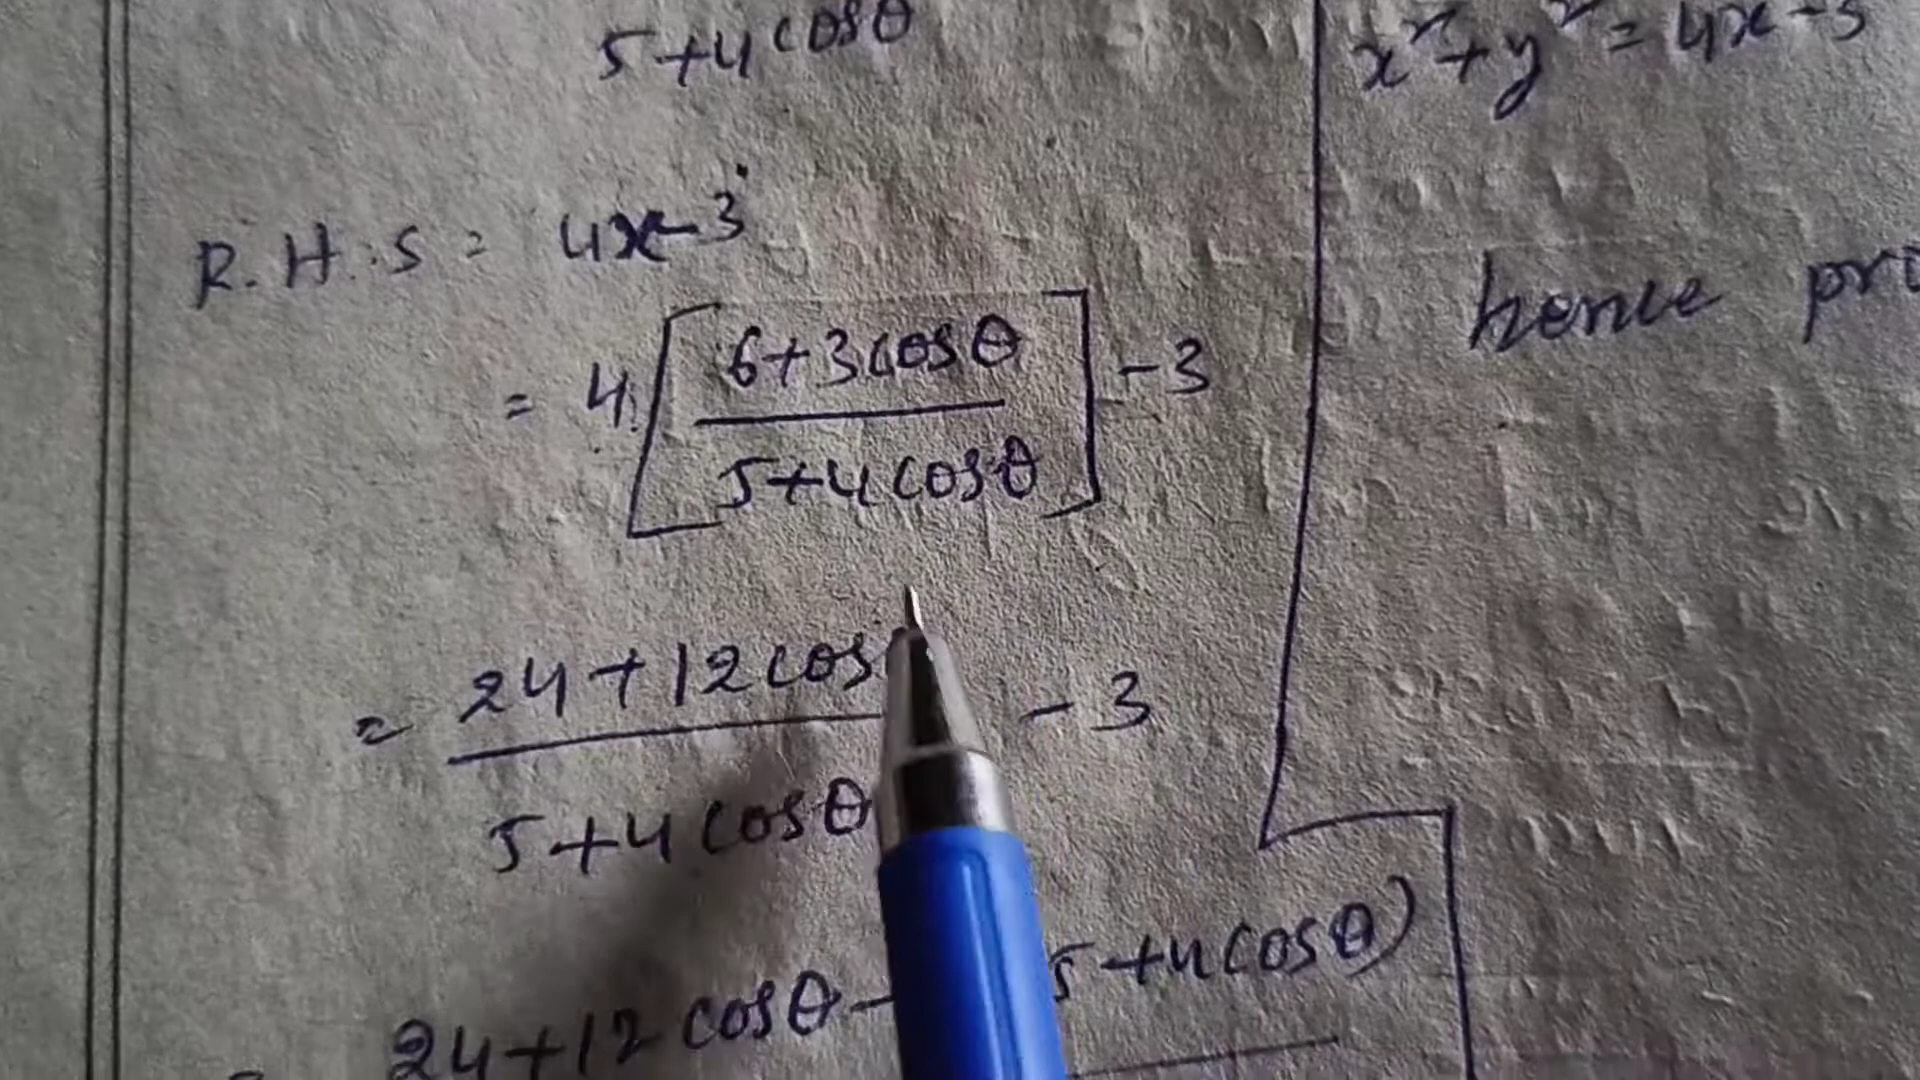 5+4cosθ
R.H.S = 4x-3
= 4[6+3cosθ / 5+4cosθ] -3
= 24+12cos / 5+4cosθ - 3
24+12cosθ - 5+4cosθ)
x²+y² = 4x-3
hence